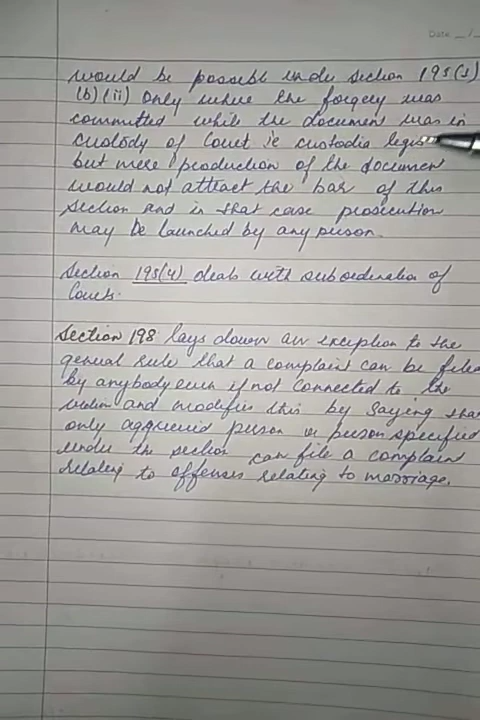 Date __/
would be possible under section 195(1)
(b)(ii) only where the forgery was
committed while the document was in
custody of Court ie custodia legis
but mere production of the document
would not attract the bar of this
section and in that case prosecution
may be launched by any person.
Section 195(4) deals with subordination of
Courts.
Section 198 lays down an exception to the
general rule that a complaint can be filed
by anybody even if not connected to the
victim and modifies this by saying that
only aggrieved person or person specified
under the section can file a complain
relating to offenses relating to marriage.